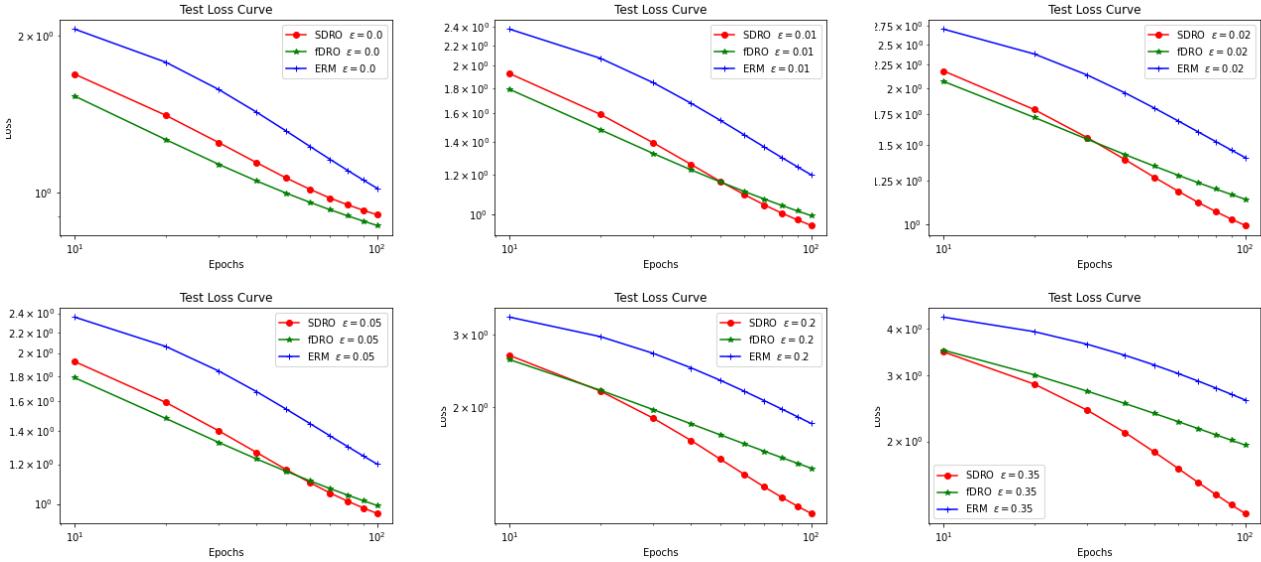 Test Loss Curve
2 × 10⁰
10⁰
10¹
10²
Epochs
SDRO ε = 0.0
fDRO ε = 0.0
ERM ε = 0.0
Test Loss Curve
2.4 × 10⁰
2.2 × 10⁰
2 × 10⁰
1.8 × 10⁰
1.6 × 10⁰
1.4 × 10⁰
1.2 × 10⁰
10⁰
10¹
10²
Epochs
SDRO ε = 0.01
fDRO ε = 0.01
ERM ε = 0.01
Test Loss Curve
2.75 × 10⁰
2.5 × 10⁰
2.25 × 10⁰
2 × 10⁰
1.75 × 10⁰
1.5 × 10⁰
1.25 × 10⁰
10⁰
10¹
10²
Epochs
SDRO ε = 0.02
fDRO ε = 0.02
ERM ε = 0.02
Test Loss Curve
2.4 × 10⁰
2.2 × 10⁰
2 × 10⁰
1.8 × 10⁰
1.6 × 10⁰
1.4 × 10⁰
1.2 × 10⁰
10⁰
10¹
10²
Epochs
SDRO ε = 0.05
fDRO ε = 0.05
ERM ε = 0.05
Test Loss Curve
Loss
3 × 10⁰
2 × 10⁰
10¹
10²
Epochs
SDRO ε = 0.2
fDRO ε = 0.2
ERM ε = 0.2
Test Loss Curve
Loss
4 × 10⁰
3 × 10⁰
2 × 10⁰
10¹
10²
Epochs
SDRO ε = 0.35
fDRO ε = 0.35
ERM ε = 0.35